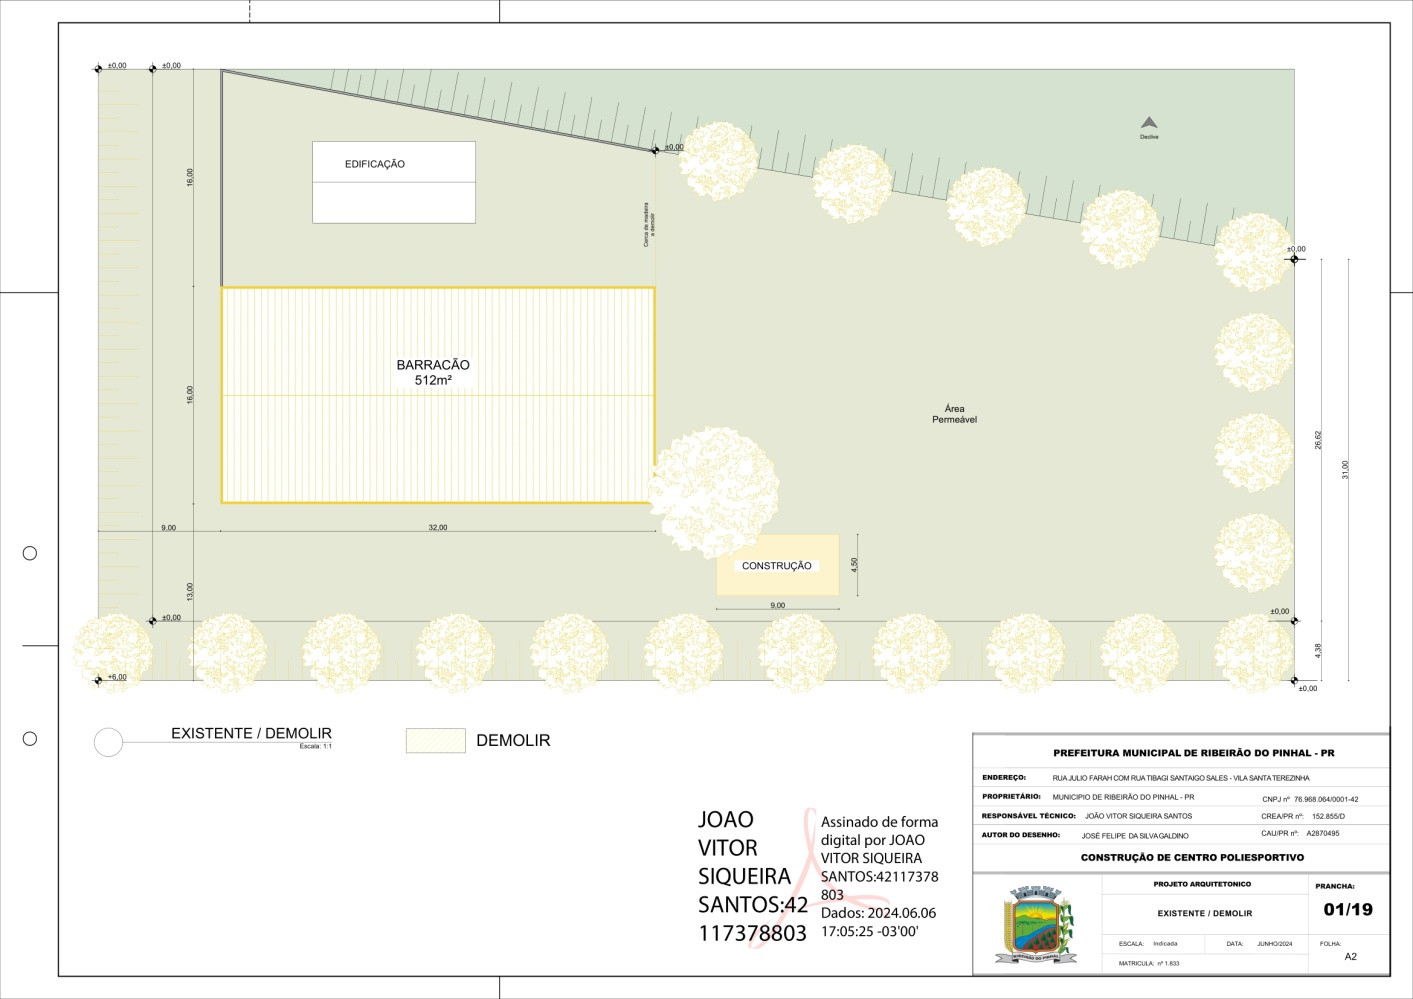 ±0,00
±0,00
EDIFICAÇÃO
16,00
±0,00
Declive
Cerca de madeira
a demolir
±0,00
BARRACÃO
512m²
16,00
Área
Permeável
26,62
31,00
9,00
32,00
CONSTRUÇÃO
4,50
9,00
13,00
±0,00
±0,00
4,38
+6,00
±0,00
EXISTENTE / DEMOLIR
Escala: 1:1
DEMOLIR
JOAO
VITOR
SIQUEIRA
SANTOS:42
117378803
Assinado de forma
digital por JOAO
VITOR SIQUEIRA
SANTOS:42117378
803
Dados: 2024.06.06
17:05:25 -03'00'
PREFEITURA MUNICIPAL DE RIBEIRÃO DO PINHAL - PR
ENDEREÇO: RUA JULIO FARAH COM RUA TIBAGI SANTAIGO SALES - VILA SANTA TEREZINHA
PROPRIETÁRIO: MUNICIPIO DE RIBEIRÃO DO PINHAL - PR CNPJ nº 76.968.064/0001-42
RESPONSÁVEL TÉCNICO: JOÃO VITOR SIQUEIRA SANTOS CREA/PR nº: 152.855/D
AUTOR DO DESENHO: JOSÉ FELIPE DA SILVA GALDINO CAU/PR nº: A2870495
CONSTRUÇÃO DE CENTRO POLIESPORTIVO
PROJETO ARQUITETONICO
PRANCHA:
EXISTENTE / DEMOLIR
01/19
ESCALA: Indicada DATA: JUNHO/2024 FOLHA:
A2
MATRICULA: nº 1.833
RIBEIRÃO DO PINHAL